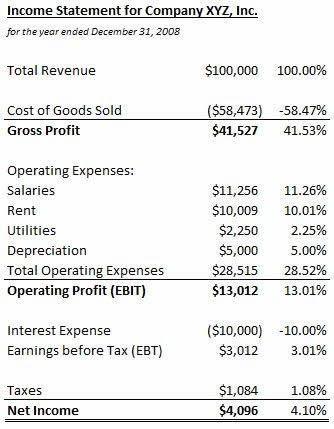 Income Statement for Company XYZ, Inc.
for the year ended December 31, 2008
Total Revenue $100,000 100.00%
Cost of Goods Sold ($58,473) -58.47%
Gross Profit $41,527 41.53%
Operating Expenses:
Salaries $11,256 11.26%
Rent $10,009 10.01%
Utilities $2,250 2.25%
Depreciation $5,000 5.00%
Total Operating Expenses $28,515 28.52%
Operating Profit (EBIT) $13,012 13.01%
Interest Expense ($10,000) -10.00%
Earnings before Tax (EBT) $3,012 3.01%
Taxes $1,084 1.08%
Net Income $4,096 4.10%